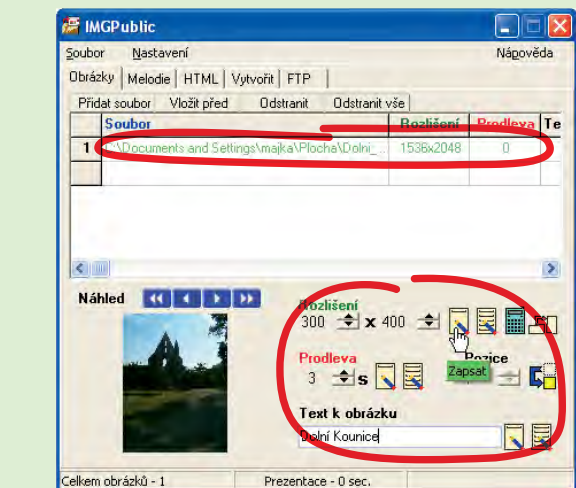 IMGPublic
Soubor Nastavení Nápověda
Obrázky Melodie HTML Vytvořit FTP
Přidat soubor Vložit před Odstranit Odstranit vše
Soubor Rozlišení Prodleva Te
1 :\Documents and Settings\majka\Plocha\Dolni_ 1536x2048 0
Náhled
Rozlišení
300 x 400
Prodleva Pozice
3 s Zapsat
Text k obrázku
Dolní Kounice
Celkem obrázků - 1 Prezentace - 0 sec.